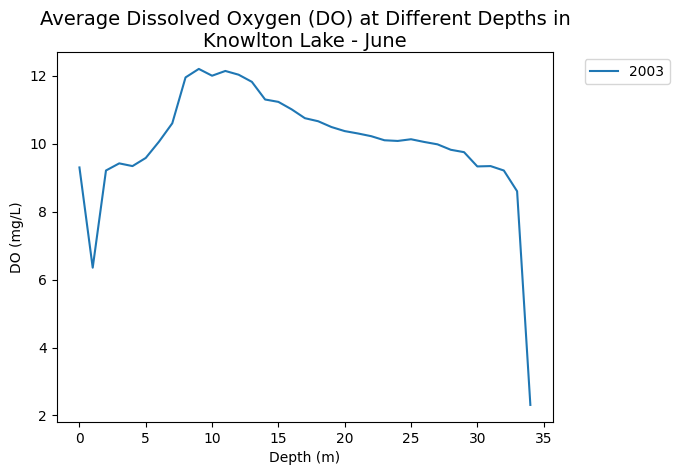 Average Dissolved Oxygen (DO) at Different Depths in
Knowlton Lake - June
2003
12
10
8
6
4
2
DO (mg/L)
0 5 10 15 20 25 30 35
Depth (m)